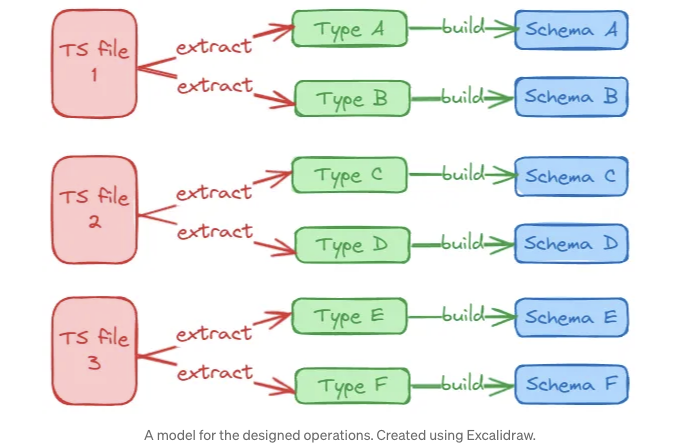 TS file
1
extract
extract
Type A
build
Schema A
Type B
build
Schema B
TS file
2
extract
extract
Type C
build
Schema C
Type D
build
Schema D
TS file
3
extract
extract
Type E
build
Schema E
Type F
build
Schema F
A model for the designed operations. Created using Excalidraw.